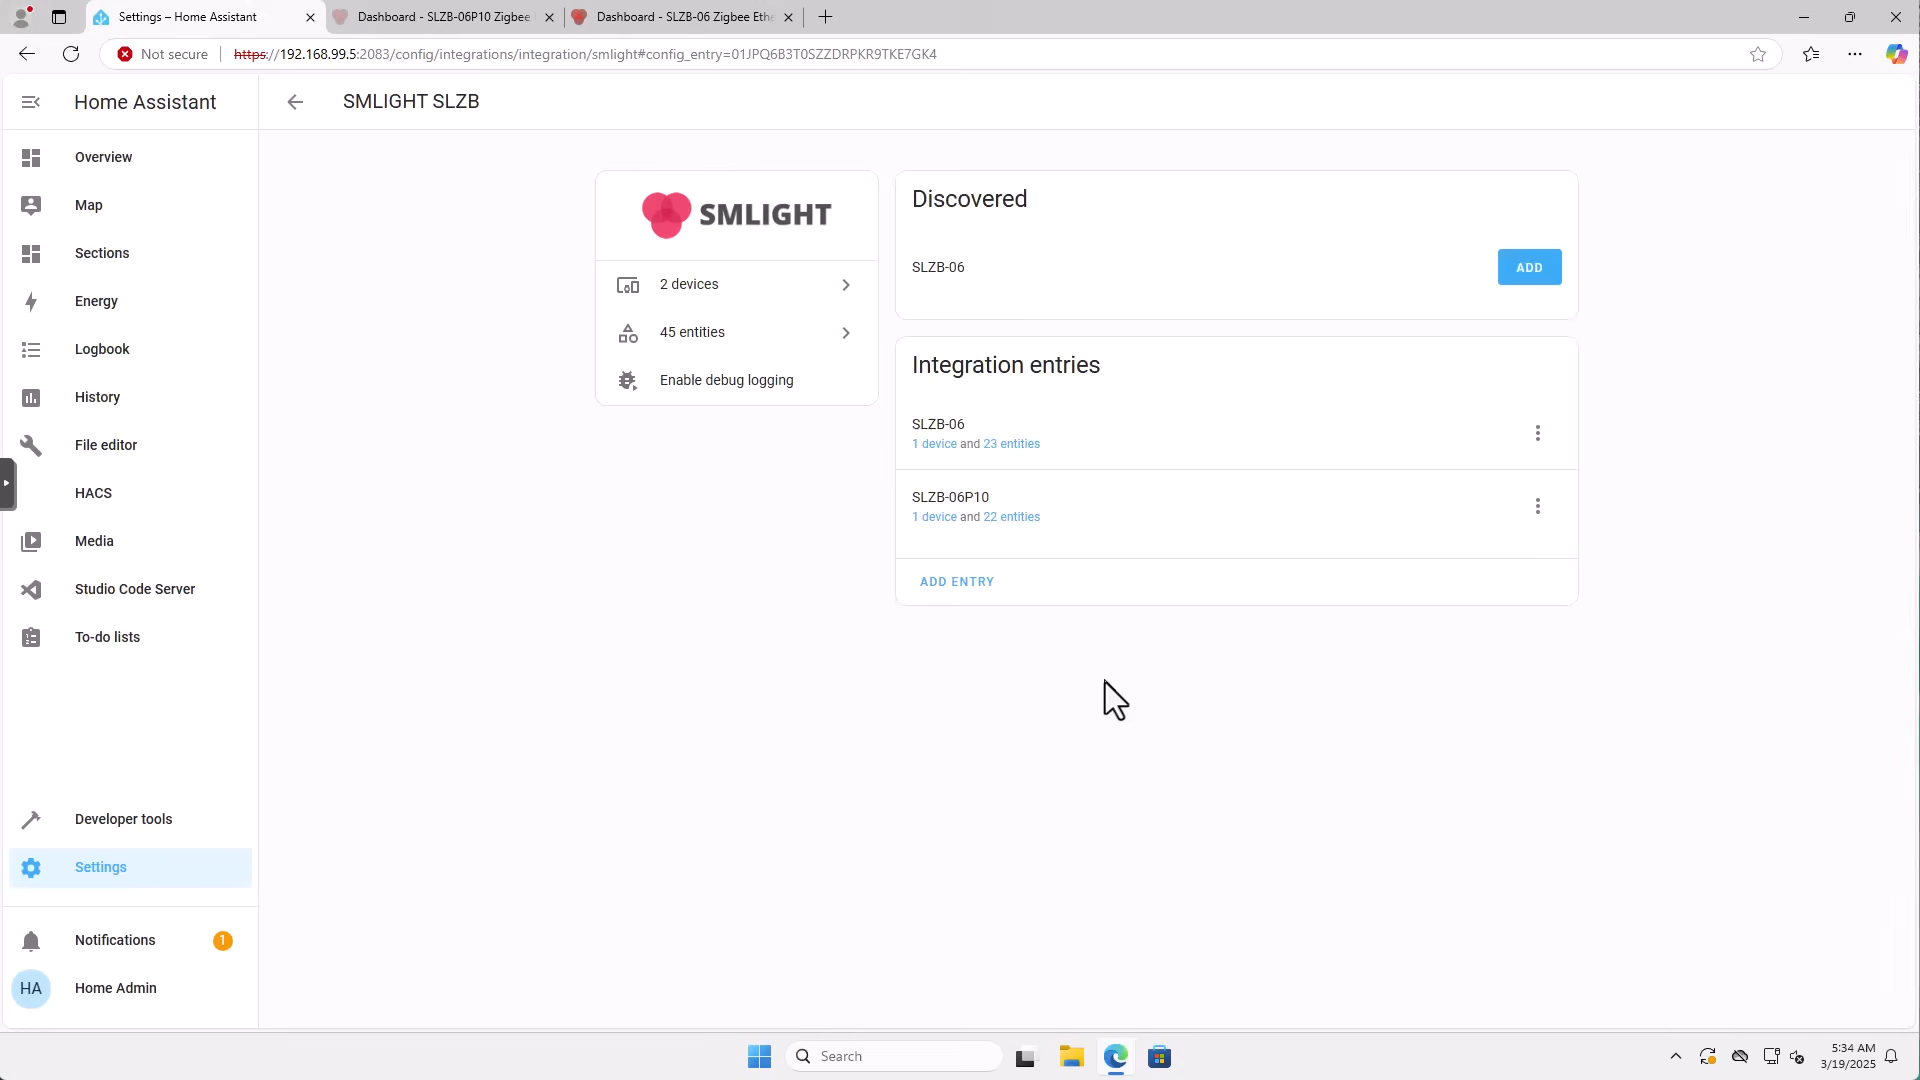 Settings – Home Assistant
Dashboard - SLZB-06P10 Zigbee
Dashboard - SLZB-06 Zigbee Eth
Not secure
https://192.168.99.5:2083/config/integrations/integration/smlight#config_entry=01JPQ6B3T0SZZDRPKR9TKE7GK4
Home Assistant
SMLIGHT SLZB
Overview
Map
Sections
Energy
Logbook
History
File editor
HACS
Media
Studio Code Server
To-do lists
Developer tools
Settings
Notifications
1
HA
Home Admin
SMLIGHT
2 devices
45 entities
Enable debug logging
Discovered
SLZB-06
ADD
Integration entries
SLZB-06
1 device and 23 entities
SLZB-06P10
1 device and 22 entities
ADD ENTRY
Search
5:34 AM
3/19/2025